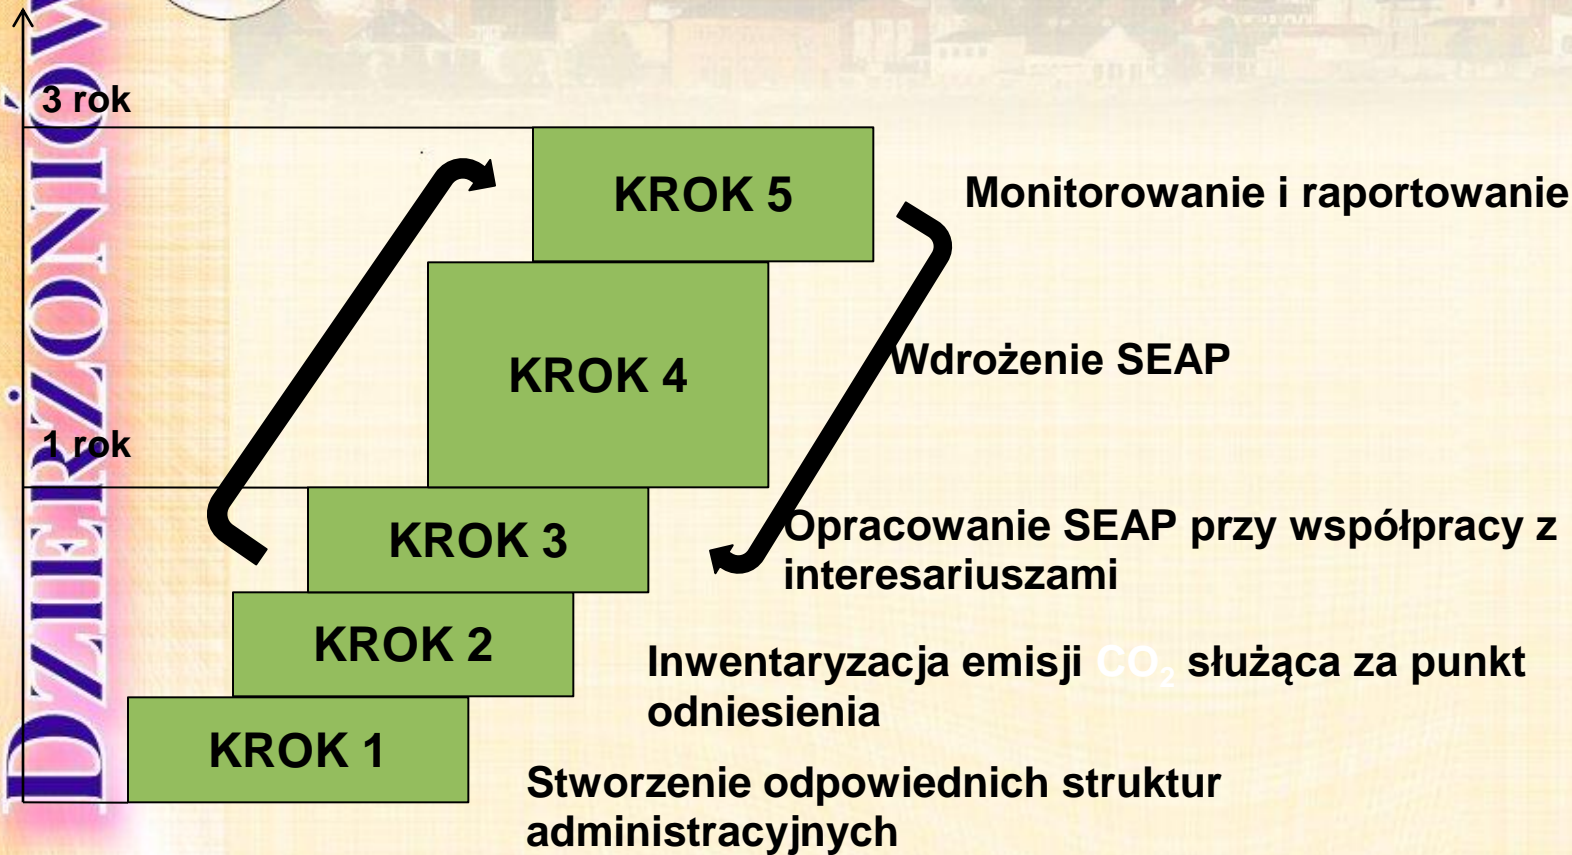 DZIERŻONIÓW
3 rok
KROK 5
Monitorowanie i raportowanie
KROK 4
Wdrożenie SEAP
1 rok
KROK 3
Opracowanie SEAP przy współpracy z
interesariuszami
KROK 2
Inwentaryzacja emisji CO₂ służąca za punkt
odniesienia
KROK 1
Stworzenie odpowiednich struktur
administracyjnych